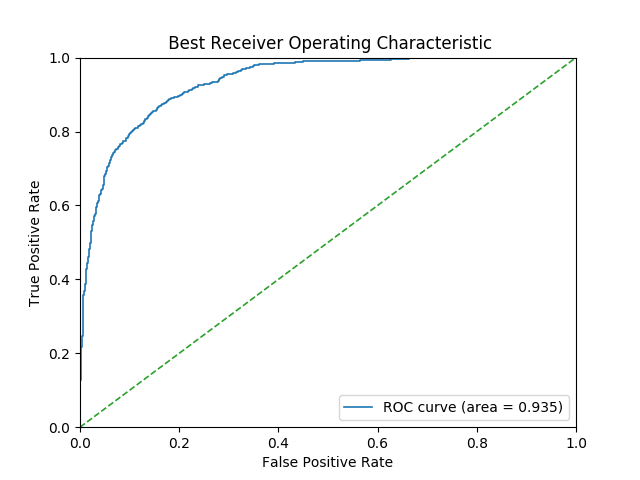 Best Receiver Operating Characteristic
1.0
0.8
0.6
0.4
0.2
0.0
True Positive Rate
ROC curve (area = 0.935)
0.0 0.2 0.4 0.6 0.8 1.0
False Positive Rate